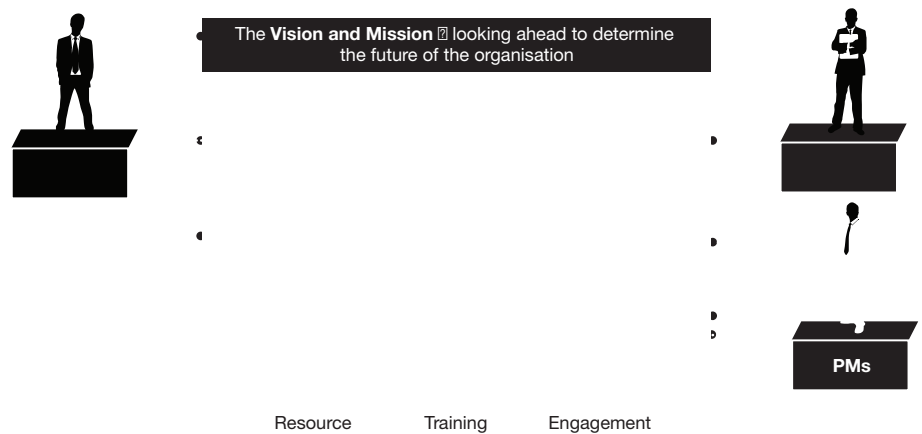 The Vision and Mission � looking ahead to determine
the future of the organisation
PMs
Resource Training Engagement